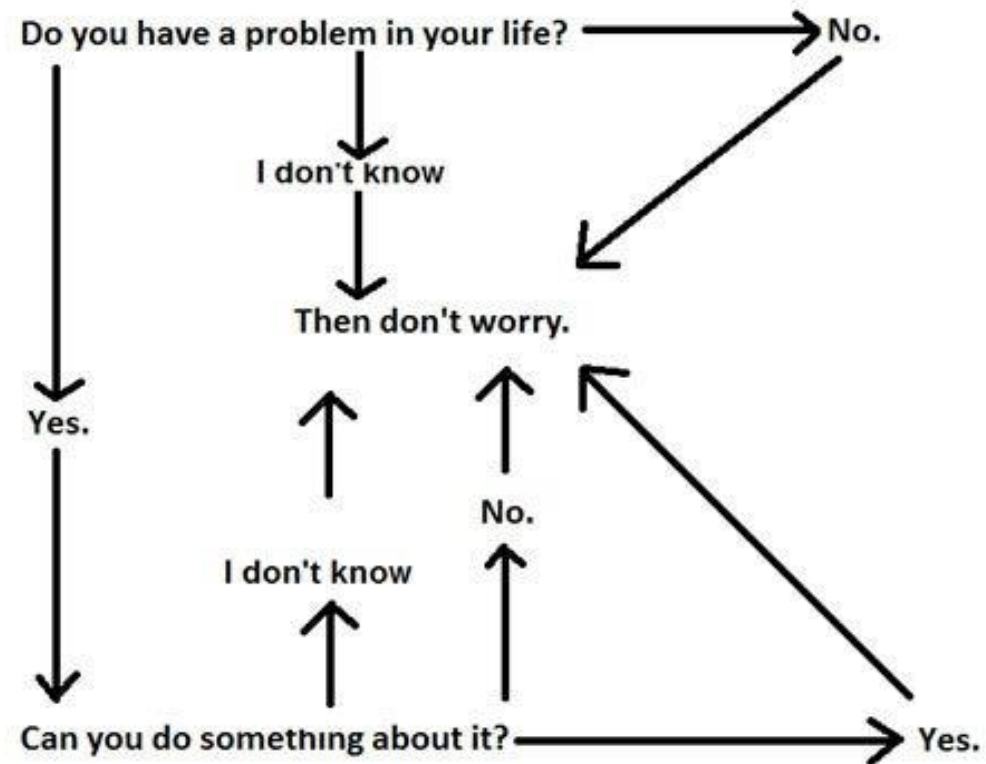 Do you have a problem in your life?
No.
I don't know
Then don't worry.
Yes.
No.
I don't know
Can you do something about it?
Yes.